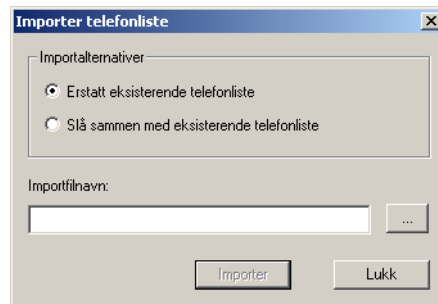 Importer telefonliste
Importalternativer
Erstatt eksisterende telefonliste
Slå sammen med eksisterende telefonliste
Importfilnavn:
...
Importer
Lukk